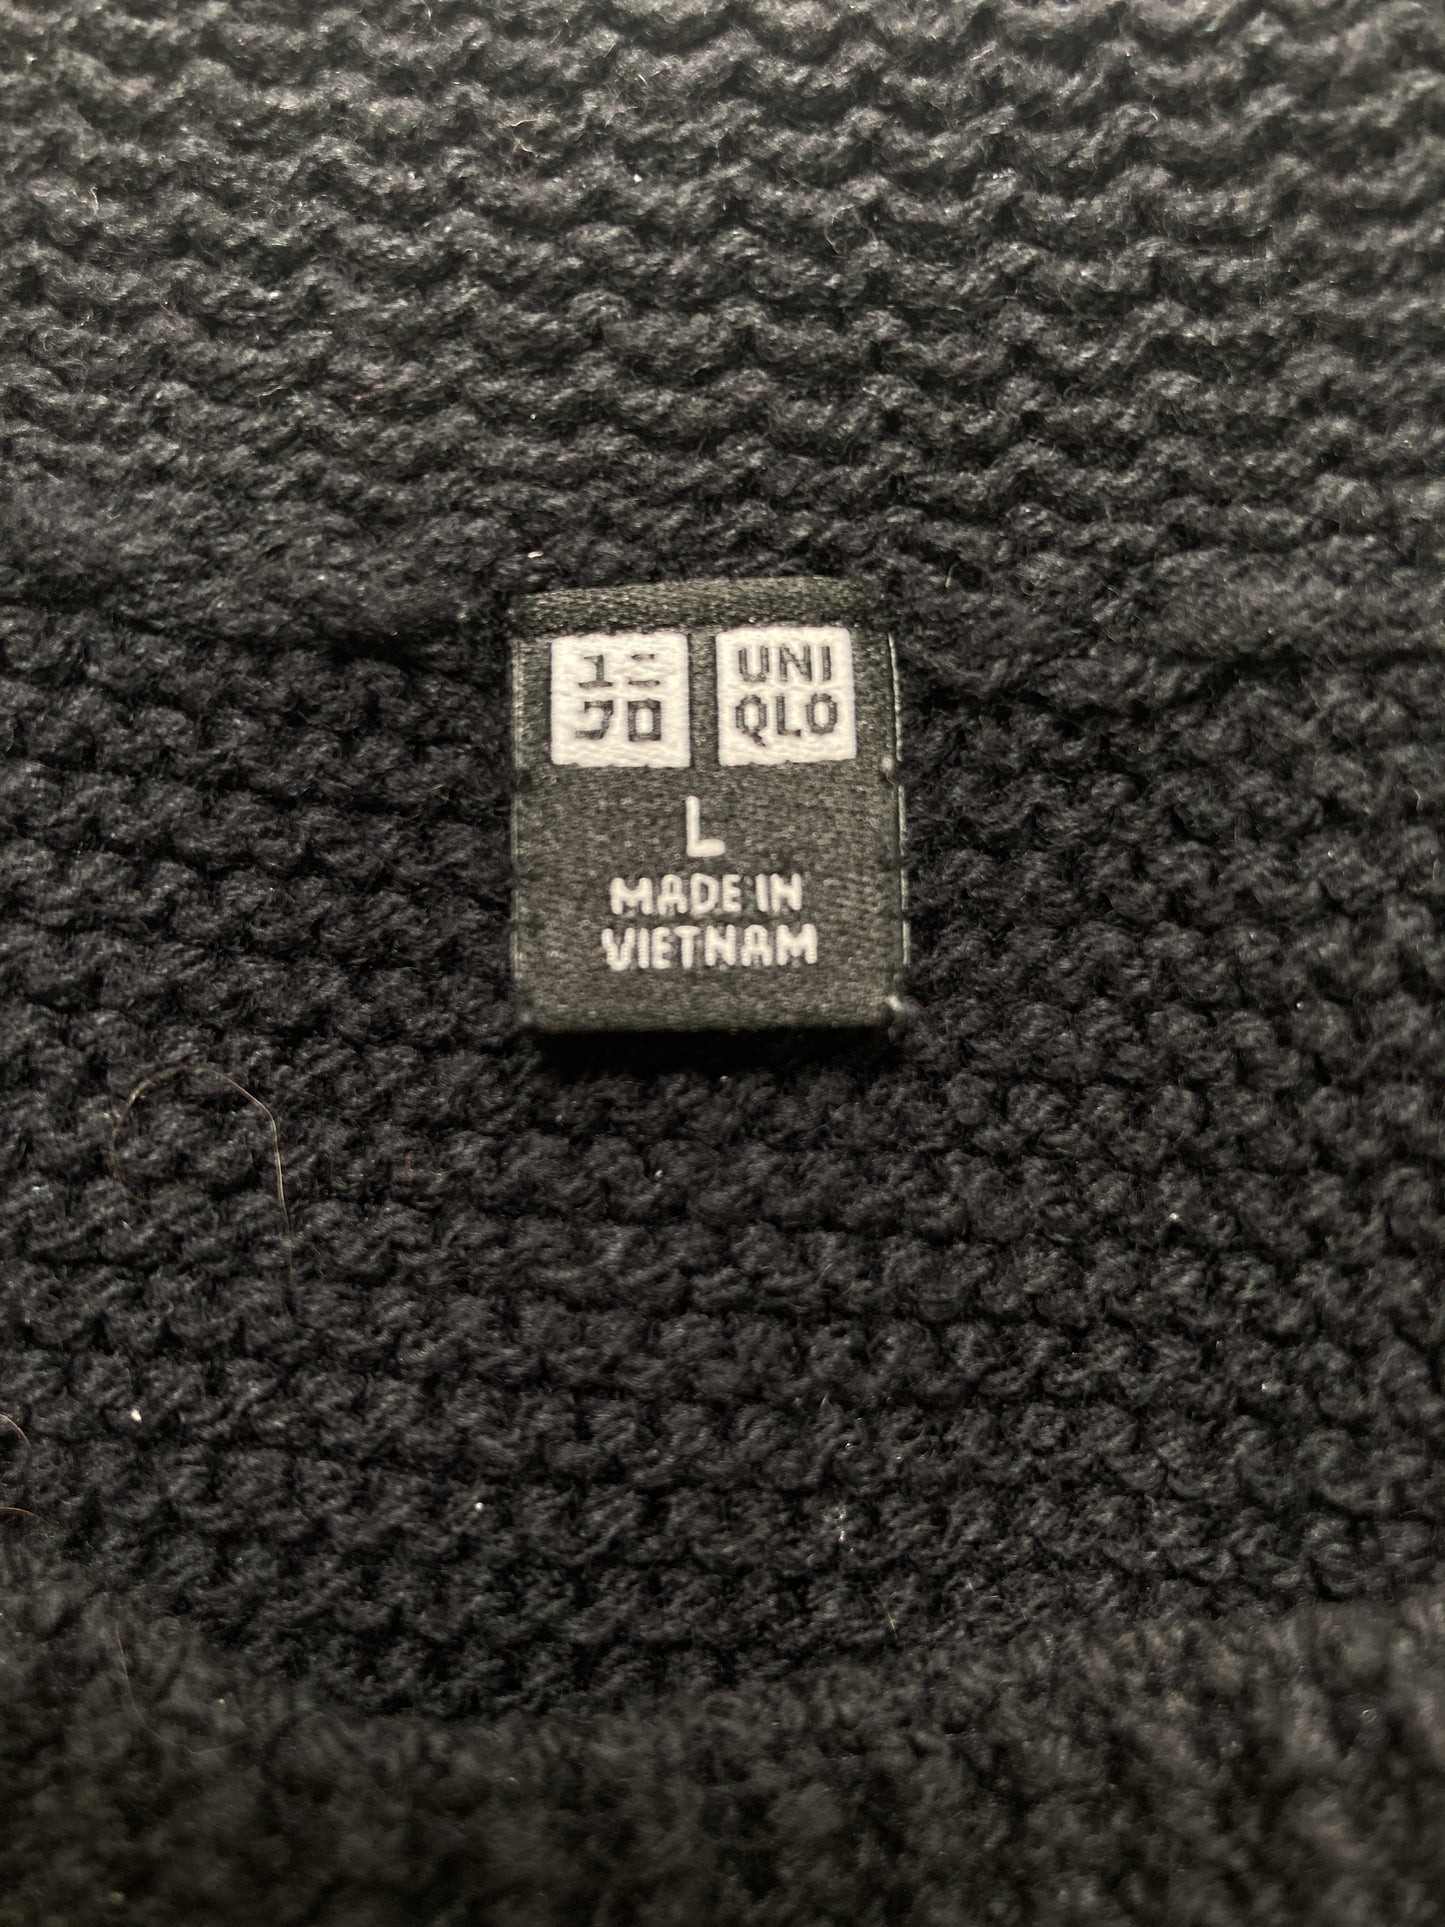 ユニ UNI
クロ QLO
L
MADE IN
VIETNAM